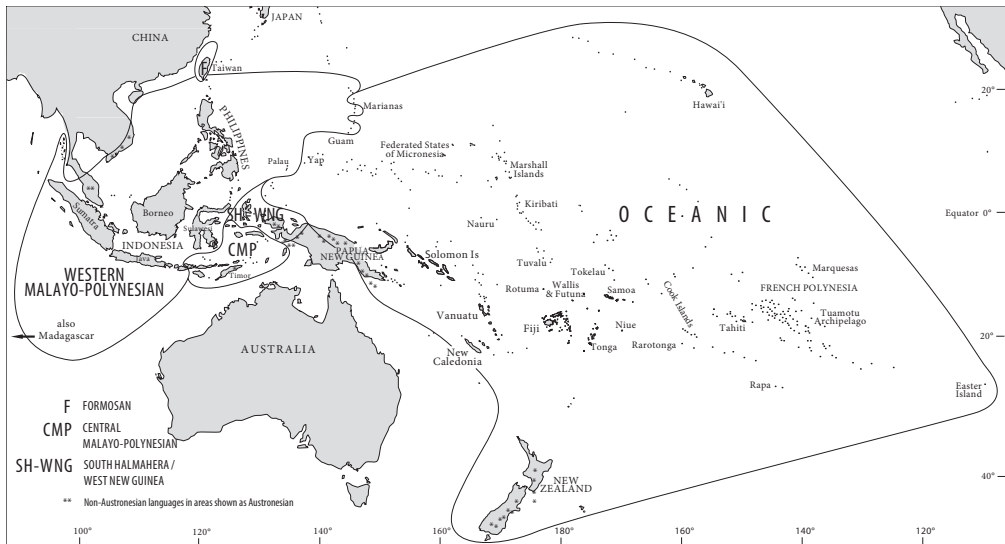 JAPAN
CHINA
F
Taiwan
20°
Hawai'i
Marianas
PHILIPPINES
Guam
Federated States
of Micronesia
Palau
Yap
Marshall
Islands
**
Kiribati
Sumatra
Borneo
SH-WNG
OCEANIC
Equator
0°
Nauru
Sulawesi
INDONESIA
CMP
PAPUA
NEW GUINEA
Solomon Is
Java
Timor
Tuvalu
Tokelau
Marquesas
WESTERN
MALAYO-POLYNESIAN
Rotuma
Wallis
& Futuna
Samoa
Cook Islands
FRENCH POLYNESIA
Vanuatu
Tuamotu
Archipelago
also
Madagascar
Fiji
Niue
Tahiti
AUSTRALIA
New
Caledonia
Tonga
Rarotonga
20°
Rapa
Easter
Island
F FORMOSAN
CMP CENTRAL
MALAYO-POLYNESIAN
SH-WNG SOUTH HALMAHERA /
WEST NEW GUINEA
** Non-Austronesian languages in areas shown as Austronesian
NEW
ZEALAND
40°
100°
120°
140°
160°
180°
160°
140°
120°